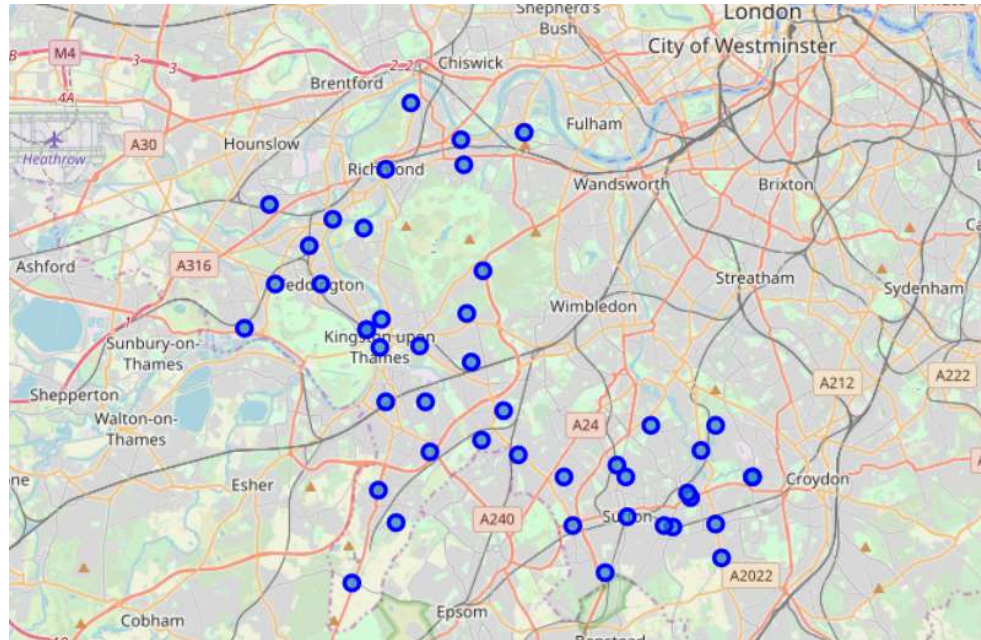 Shepherd's
Bush
London
City of Westminster
M4
3
3
Chiswick
Brentford
4A
A30
Heathrow
Hounslow
Fulham
Richmond
Wandsworth
Brixton
Ashford
A316
Streatham
Sydenham
Teddington
Wimbledon
Kingston upon
Thames
Sunbury-on-
Thames
Shepperton
A212
A222
Walton-on-
Thames
A24
Esher
Croydon
A240
Sutton
A2022
Epsom
Cobham